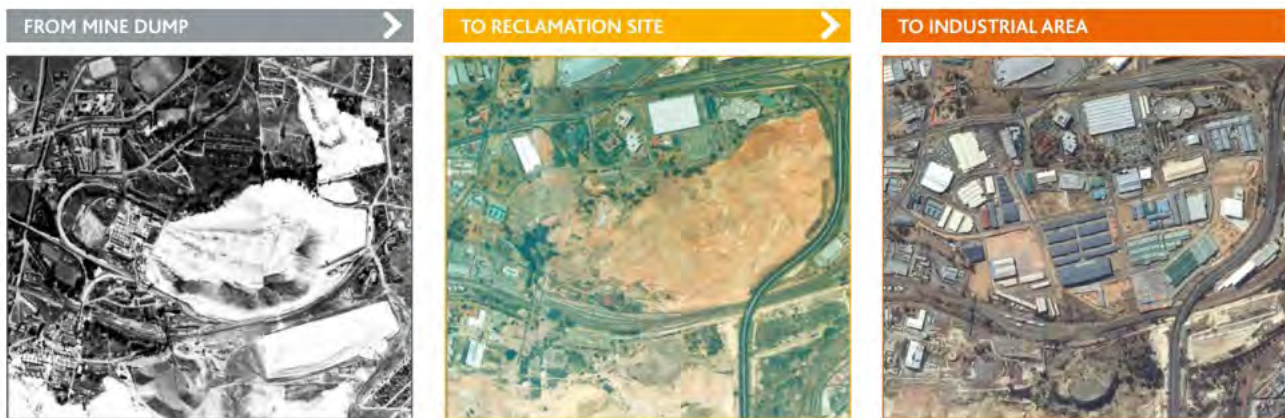 FROM MINE DUMP
TO RECLAMATION SITE
TO INDUSTRIAL AREA